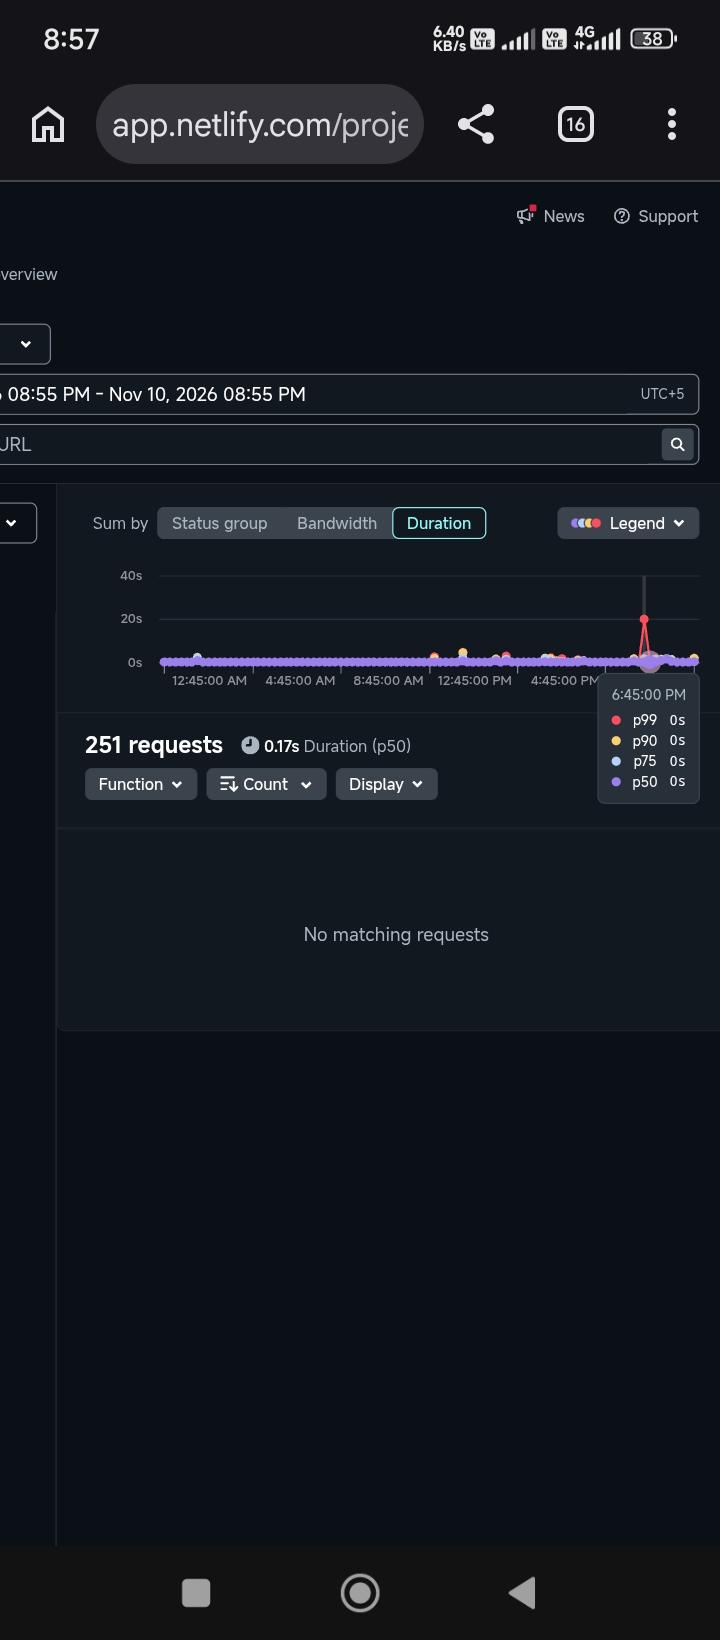 8:57
6.40 KB/s Vo LTE Vo LTE 4G 38
app.netlify.com/proje
16
News Support
verview
08:55 PM - Nov 10, 2026 08:55 PM UTC+5
URL
Sum by Status group Bandwidth Duration Legend
40s
20s
0s
12:45:00 AM 4:45:00 AM 8:45:00 AM 12:45:00 PM 4:45:00 PM
6:45:00 PM
p99 0s
p90 0s
p75 0s
p50 0s
251 requests 0.17s Duration (p50)
Function Count Display
No matching requests